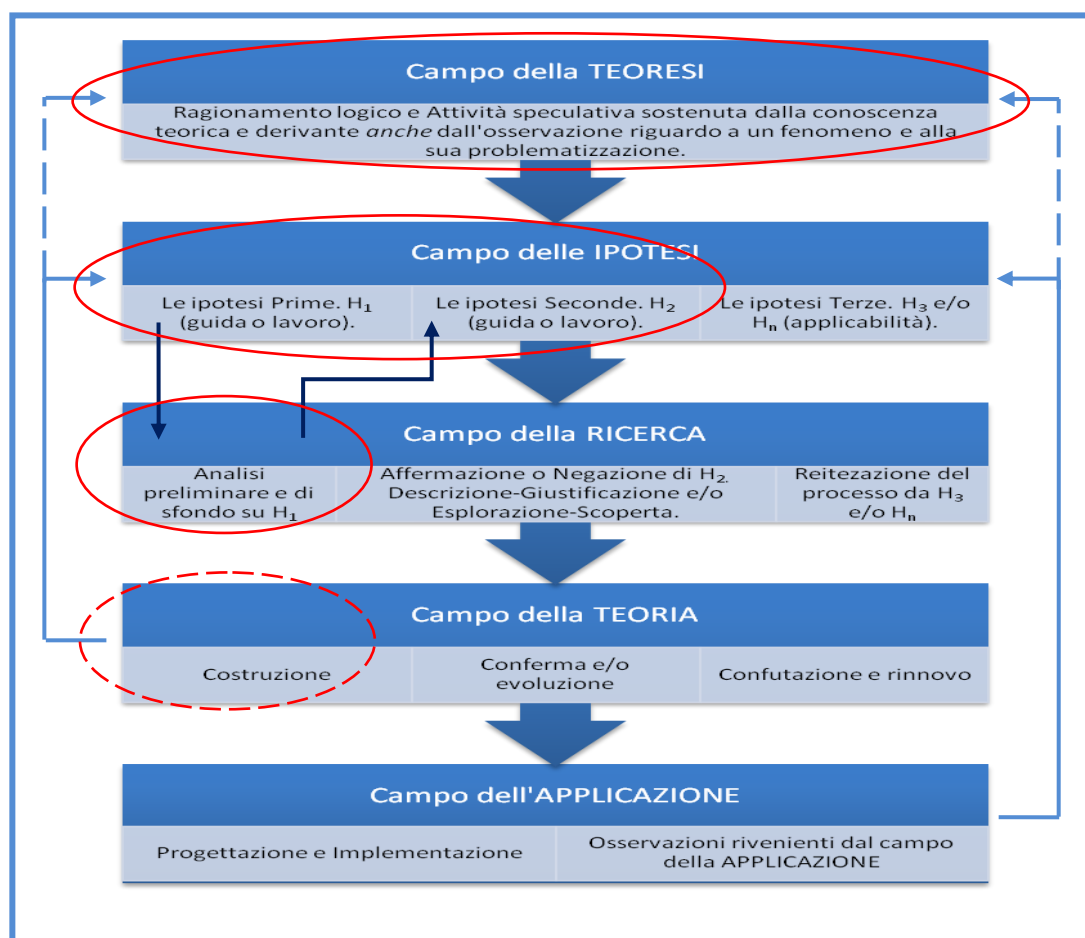 Campo della TEORESI
Ragionamento logico e Attività speculativa sostenuta dalla conoscenza
teorica e derivante anche dall'osservazione riguardo a un fenomeno e alla
sua problematizzazione.
Campo delle IPOTESI
Le ipotesi Prime. H₁
(guida o lavoro).
Le ipotesi Seconde. H₂
(guida o lavoro).
Le ipotesi Terze. H₃ e/o
Hₙ (applicabilità).
Campo della RICERCA
Analisi
preliminare e di
sfondo su H₁
Affermazione o Negazione di H₂.
Descrizione-Giustificazione e/o
Esplorazione-Scoperta.
Reitezazione del
processo da H₃
e/o Hₙ
Campo della TEORIA
Costruzione
Conferma e/o
evoluzione
Confutazione e rinnovo
Campo dell'APPLICAZIONE
Progettazione e Implementazione
Osservazioni rivenienti dal campo
della APPLICAZIONE